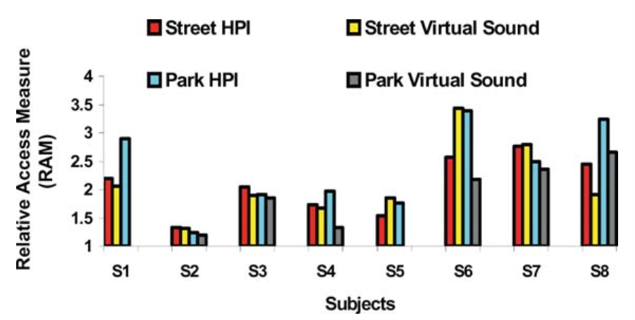 Street HPI Street Virtual Sound
Park HPI Park Virtual Sound
Relative Access Measure
(RAM)
4
3.5
3
2.5
2
1.5
1
S1 S2 S3 S4 S5 S6 S7 S8
Subjects